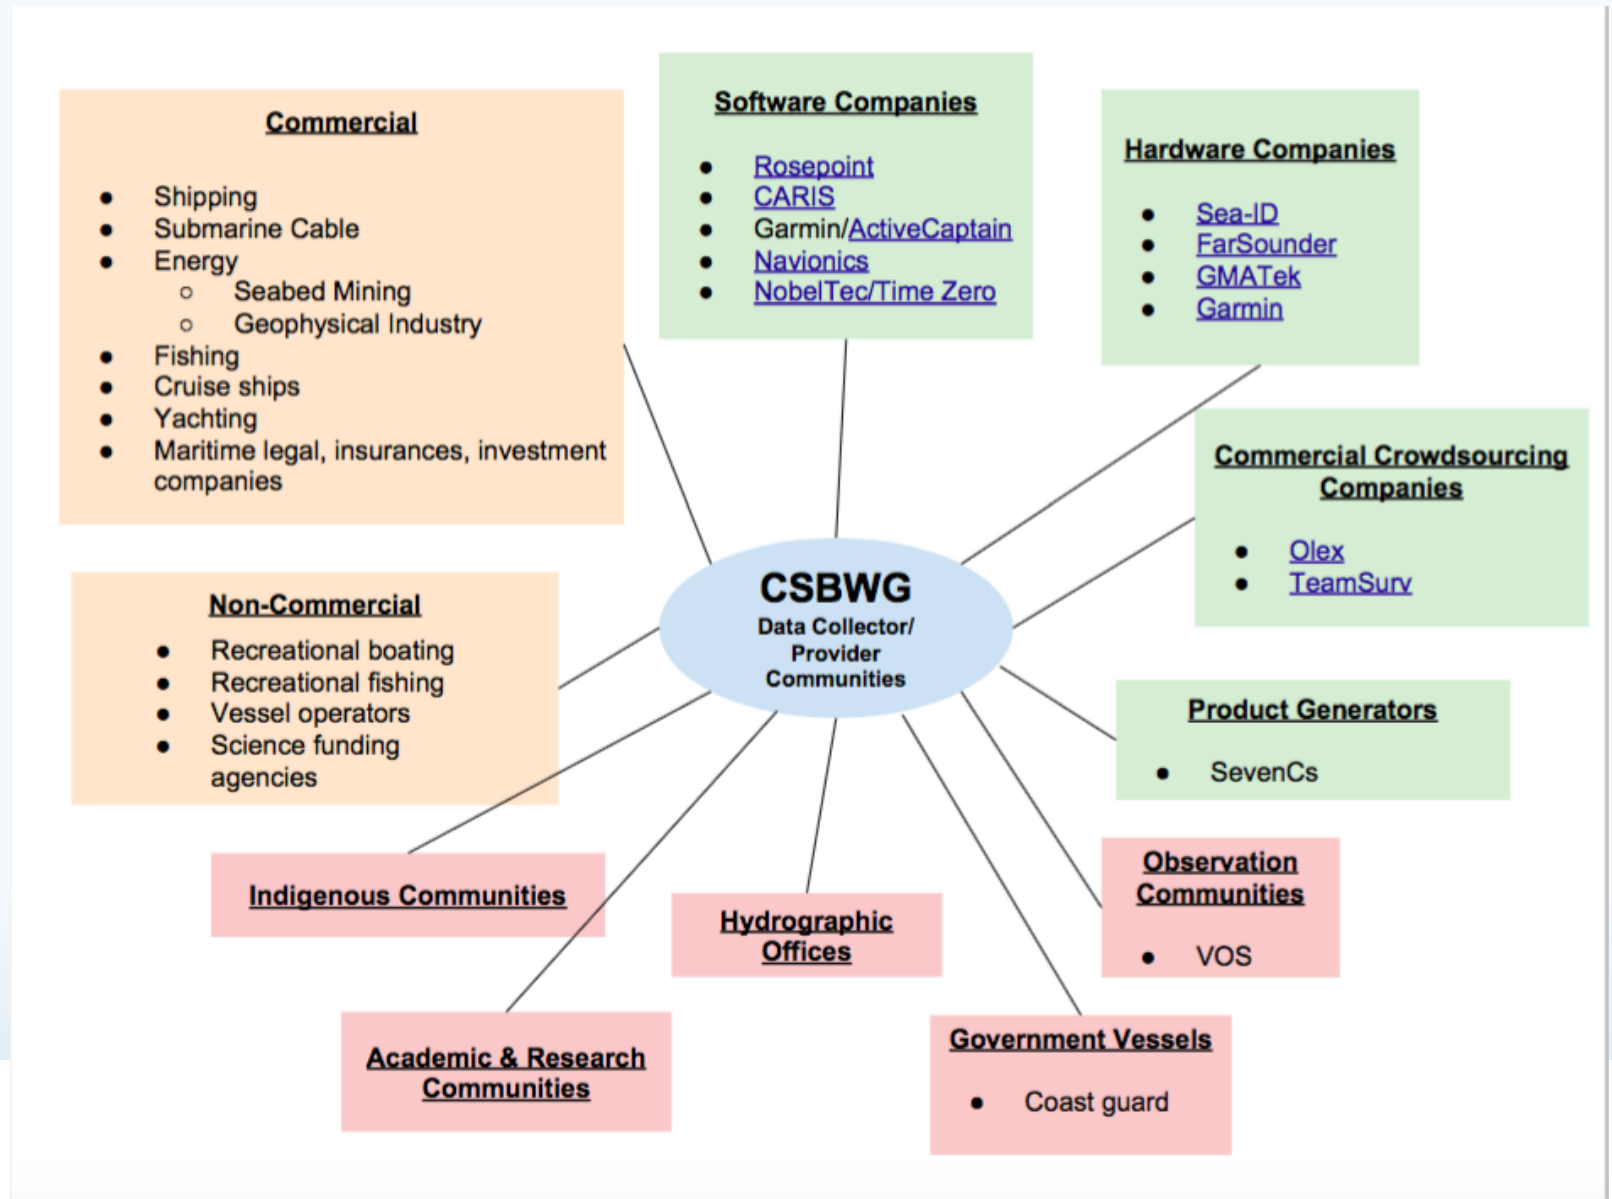 Commercial
● Shipping
● Submarine Cable
● Energy
○ Seabed Mining
○ Geophysical Industry
● Fishing
● Cruise ships
● Yachting
● Maritime legal, insurances, investment
companies
Software Companies
● Rosepoint
● CARIS
● Garmin/ActiveCaptain
● Navionics
● NobelTec/Time Zero
Hardware Companies
● Sea-ID
● FarSounder
● GMATek
● Garmin
Commercial Crowdsourcing
Companies
● Olex
● TeamSurv
CSBWG
Data Collector/
Provider
Communities
Non-Commercial
● Recreational boating
● Recreational fishing
● Vessel operators
● Science funding
agencies
Product Generators
● SevenCs
Indigenous Communities
Hydrographic
Offices
Observation
Communities
● VOS
Academic & Research
Communities
Government Vessels
● Coast guard